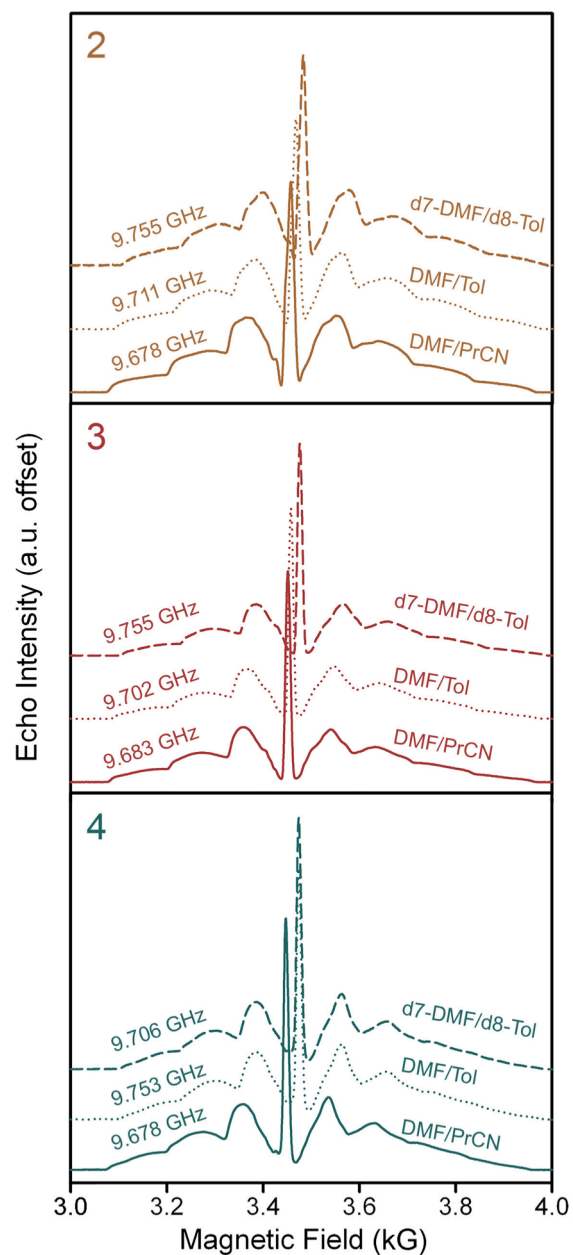 2
9.755 GHz
d7-DMF/d8-Tol
9.711 GHz
DMF/Tol
9.678 GHz
DMF/PrCN
3
9.755 GHz
d7-DMF/d8-Tol
9.702 GHz
DMF/Tol
9.683 GHz
DMF/PrCN
4
9.706 GHz
d7-DMF/d8-Tol
9.753 GHz
DMF/Tol
9.678 GHz
DMF/PrCN
Echo Intensity (a.u. offset)
3.0 3.2 3.4 3.6 3.8 4.0
Magnetic Field (kG)